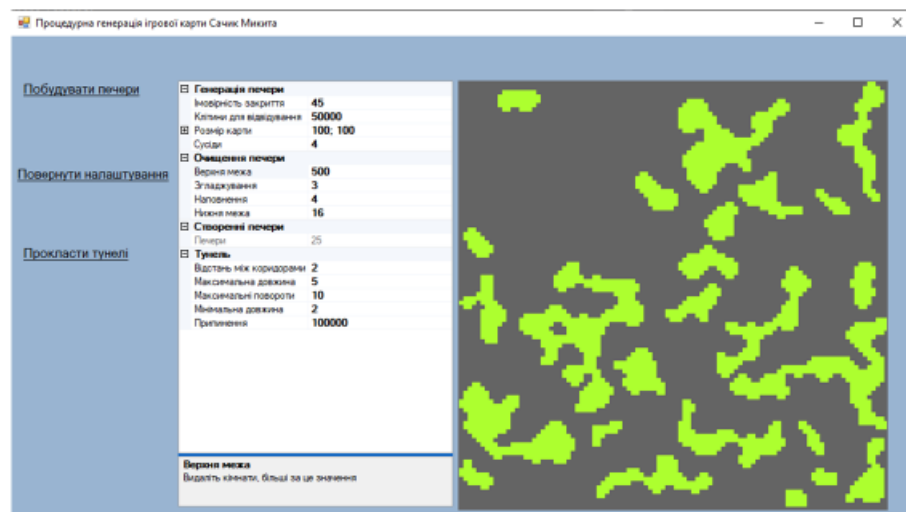 Процедурна генерація ігрової карти Сачик Микита
Побудувати печери
Повернути налаштування
Прокласти тунелі
Генерація печери
Імовірність закриття 45
Клітини для відвідування 50000
Розмір карти 100; 100
Сусіди 4
Очищення печери
Верхня межа 500
Згладжування 3
Наповнення 4
Нижня межа 16
Створенні печери
Печери 25
Тунель
Відстань між коридорами 2
Максимальна довжина 5
Максимальні повороти 10
Мінімальна довжина 2
Припинення 100000
Верхня межа
Видаліть кімнати, більші за це значення